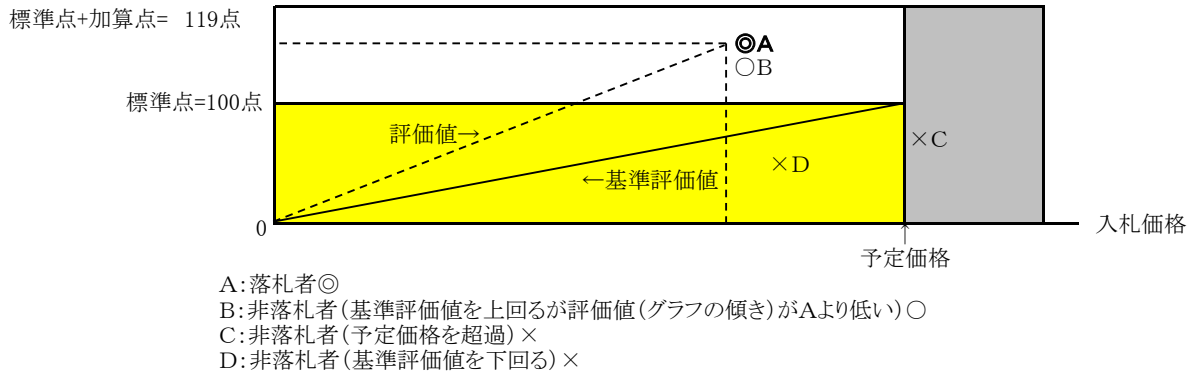 標準点+加算点= 119点
◎A
○B
標準点=100点
評価値→
×C
×D
←基準評価値
0
入札価格
↑
予定価格
A:落札者◎
B:非落札者(基準評価値を上回るが評価値(グラフの傾き)がAより低い)○
C:非落札者(予定価格を超過)×
D:非落札者(基準評価値を下回る)×